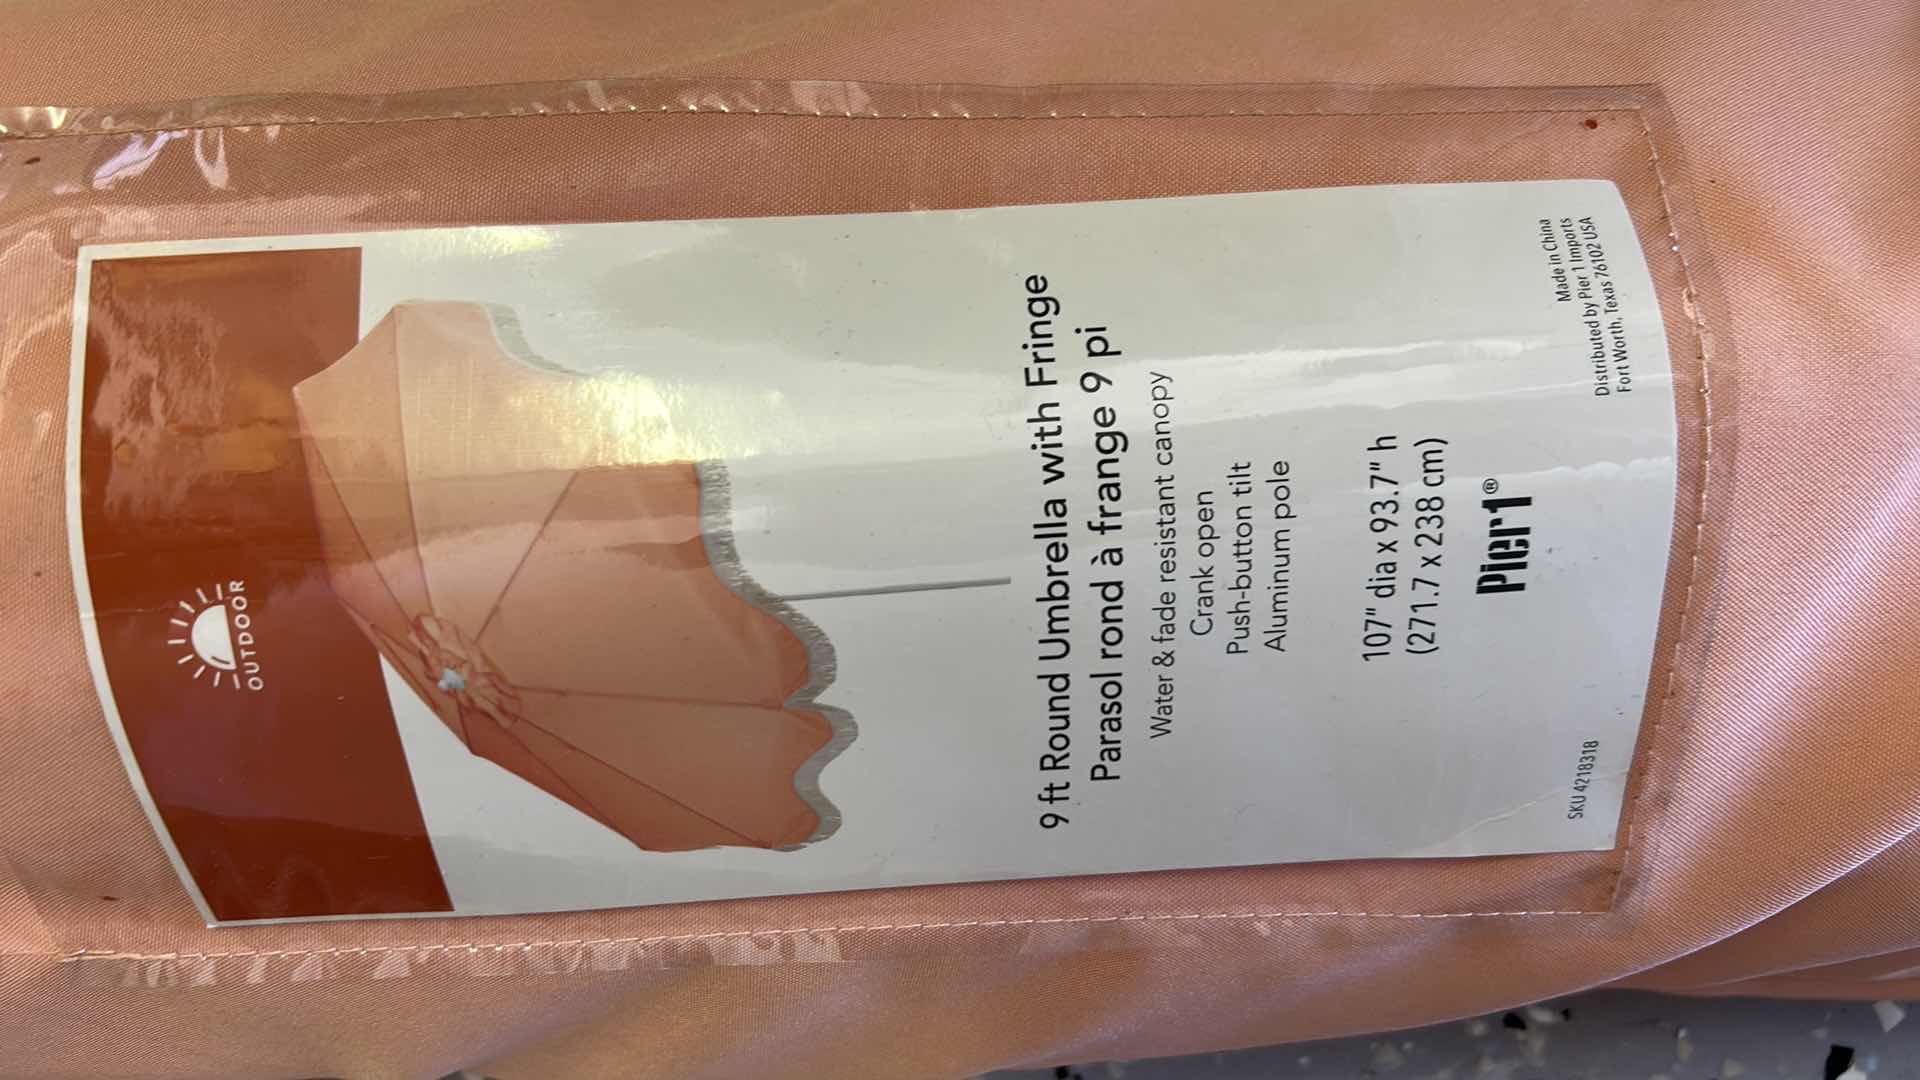 OUTDOOR
9 ft Round Umbrella with Fringe
Parasol rond à frange 9 pi
Water & fade resistant canopy
Crank open
Push-button tilt
Aluminum pole
107" dia x 93.7" h
(271.7 x 238 cm)
Pier1®
SKU 4218318
Made in China
Distributed by Pier 1 Imports
Fort Worth, Texas 76102 USA